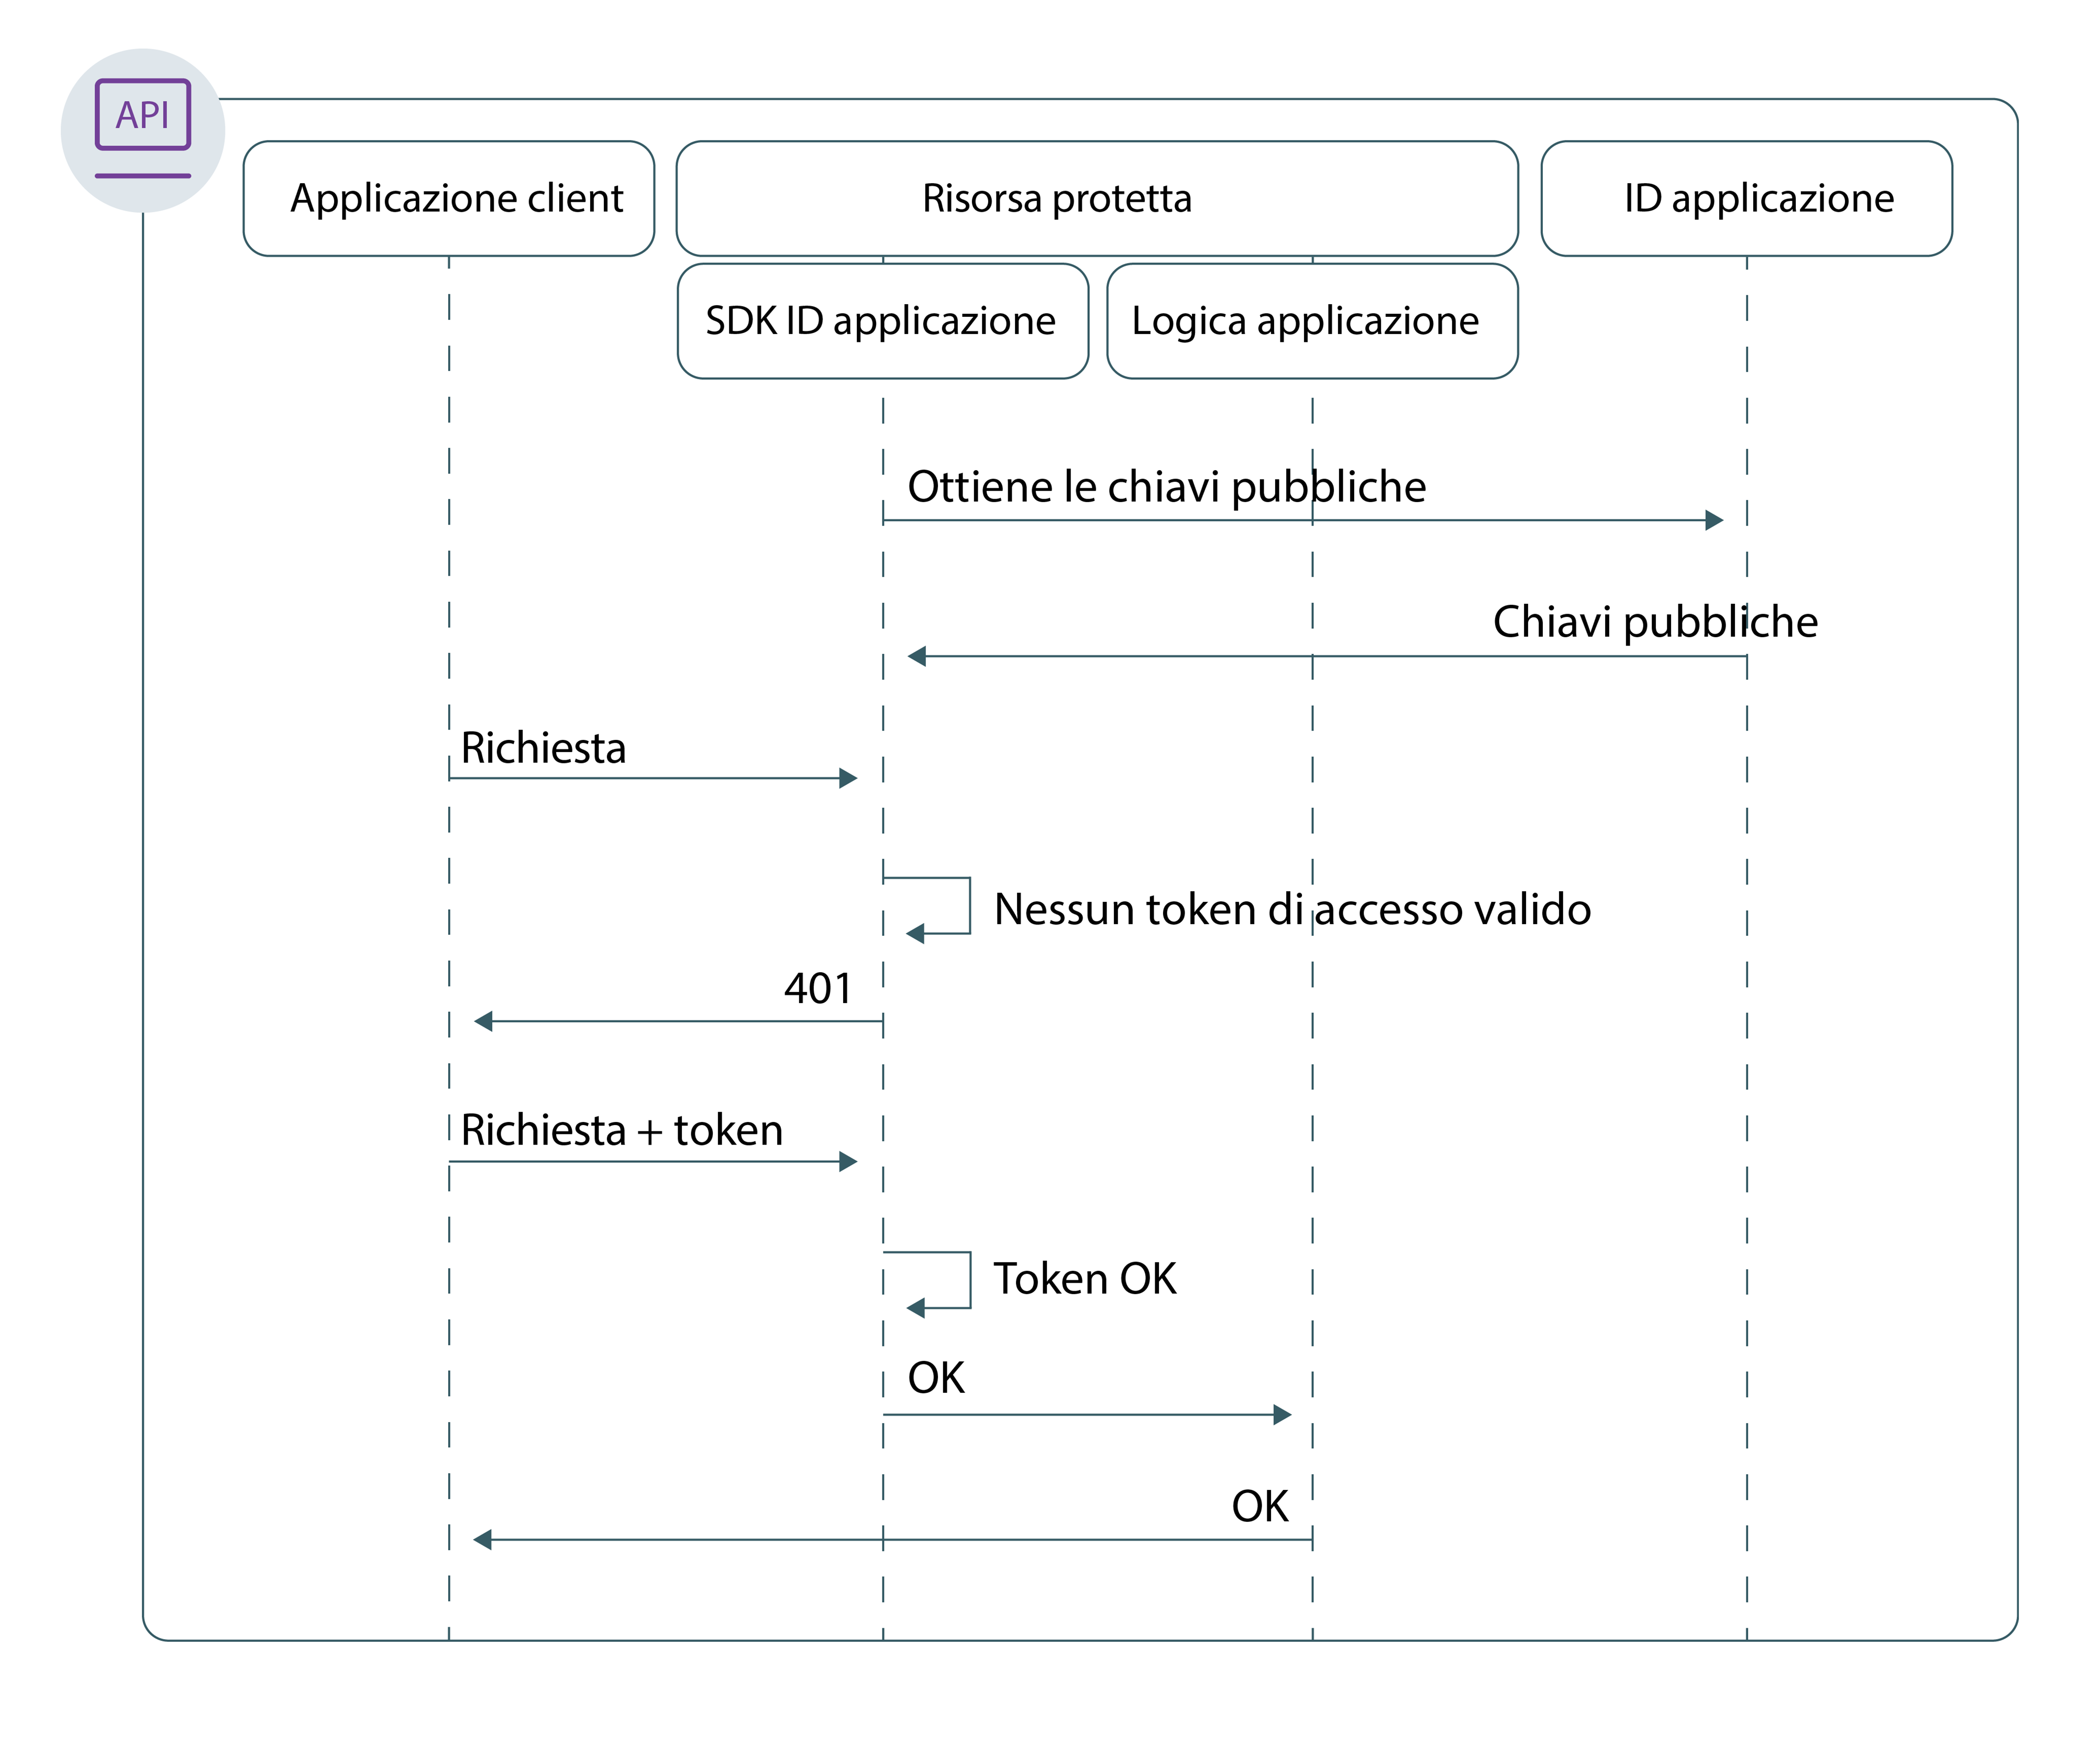 API
Applicazione client
Risorsa protetta
ID applicazione
SDK ID applicazione
Logica applicazione
Ottiene le chiavi pubbliche
Chiavi pubbliche
Richiesta
Nessun token di accesso valido
401
Richiesta + token
Token OK
OK
OK